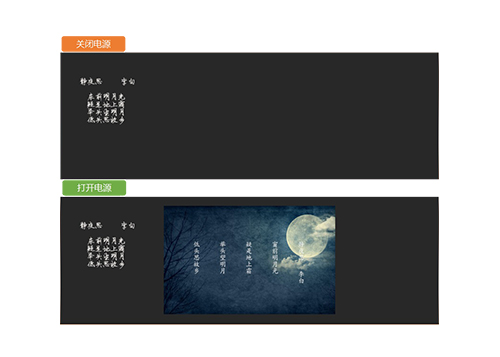 关闭电源
静夜思 李白
床前明月光
疑是地上霜
举头望明月
低头思故乡
打开电源
静夜思 李白
床前明月光
疑是地上霜
举头望明月
低头思故乡
李白
窗前明月光
疑是地上霜
举头望明月
低头思故乡